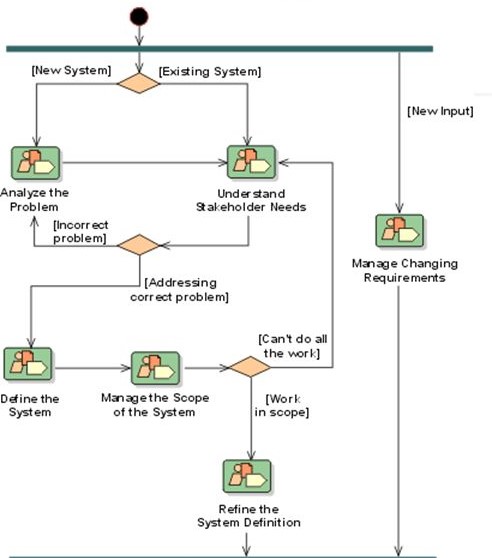 [New System]
[Existing System]
[New Input]
Analyze the
Problem
Understand
Stakeholder Needs
[Incorrect
problem]
Manage Changing
Requirements
[Addressing
correct problem]
[Can't do all
the work]
Define the
System
Manage the Scope
of the System
[Work
in scope]
Refine the
System Definition